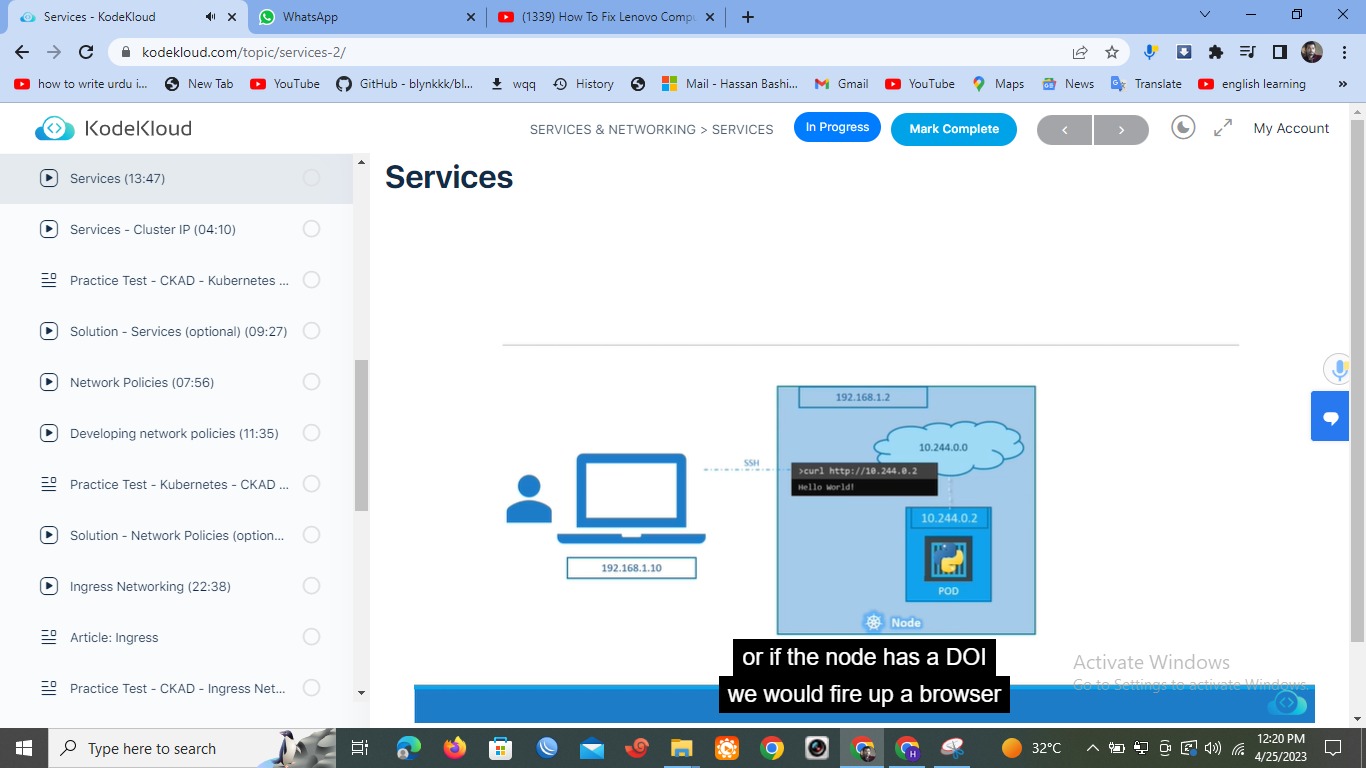 Services - KodeKloud
WhatsApp
(1339) How To Fix Lenovo Compu
kodekloud.com/topic/services-2/
how to write urdu i...
New Tab
YouTube
GitHub - blynkkk/bl...
wqq
History
Mail - Hassan Bashi...
Gmail
YouTube
Maps
News
Translate
english learning
»
KodeKloud
SERVICES & NETWORKING > SERVICES
In Progress
Mark Complete
My Account
Services (13:47)
Services - Cluster IP (04:10)
Practice Test - CKAD - Kubernetes ...
Solution - Services (optional) (09:27)
Network Policies (07:56)
Developing network policies (11:35)
Practice Test - Kubernetes - CKAD ...
Solution - Network Policies (option...
Ingress Networking (22:38)
Article: Ingress
Practice Test - CKAD - Ingress Net...
Services
192.168.1.2
10.244.0.0
SSH
>curl http://10.244.0.2
Hello World!
10.244.0.2
POD
192.168.1.10
Node
or if the node has a DOI
we would fire up a browser
Activate Windows
Go to Settings to activate Windows.
Type here to search
32°C
12:20 PM
4/25/2023